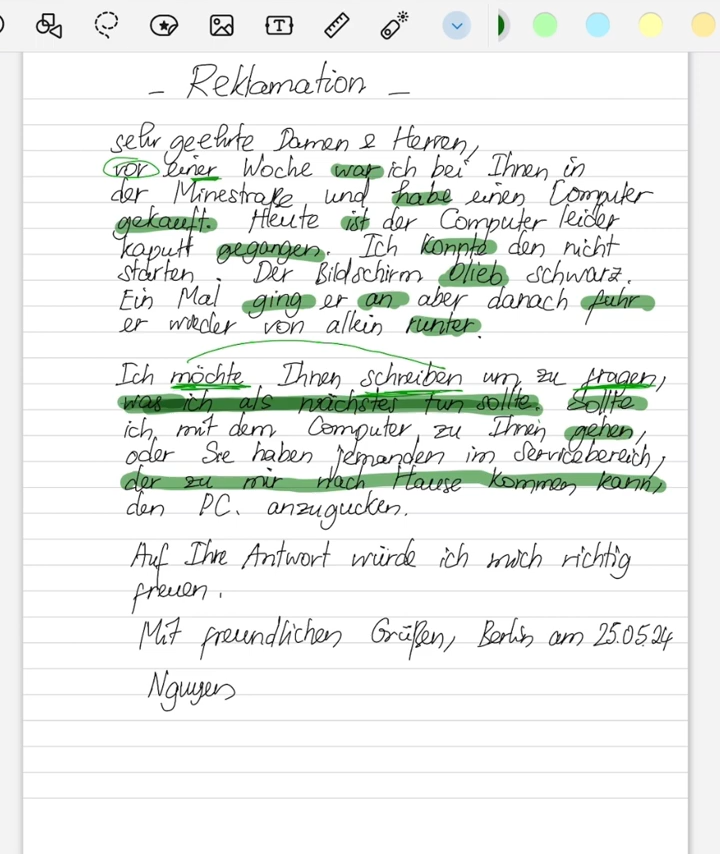 - Reklamation -
sehr geehrte Damen & Herren,
vor einer Woche war ich bei Ihnen in
der Minestraße und habe einen Computer
gekauft. Heute ist der Computer leider
kaputt gegangen. Ich konnte den nicht
starten. Der Bildschirm blieb schwarz.
Ein Mal ging er an aber danach fuhr
er wieder von allein runter.
Ich möchte Ihnen schreiben um zu fragen,
was ich als nächstes tun sollte. Sollte
ich mit dem Computer zu Ihnen gehen,
oder Sie haben jemanden im Servicebereich,
der zu mir nach Hause kommen kann,
den PC. anzugucken.
Auf Ihre Antwort würde ich mich richtig
freuen.
Mit freundlichen Grüßen, Berlin am 25.05.24
Nguyen